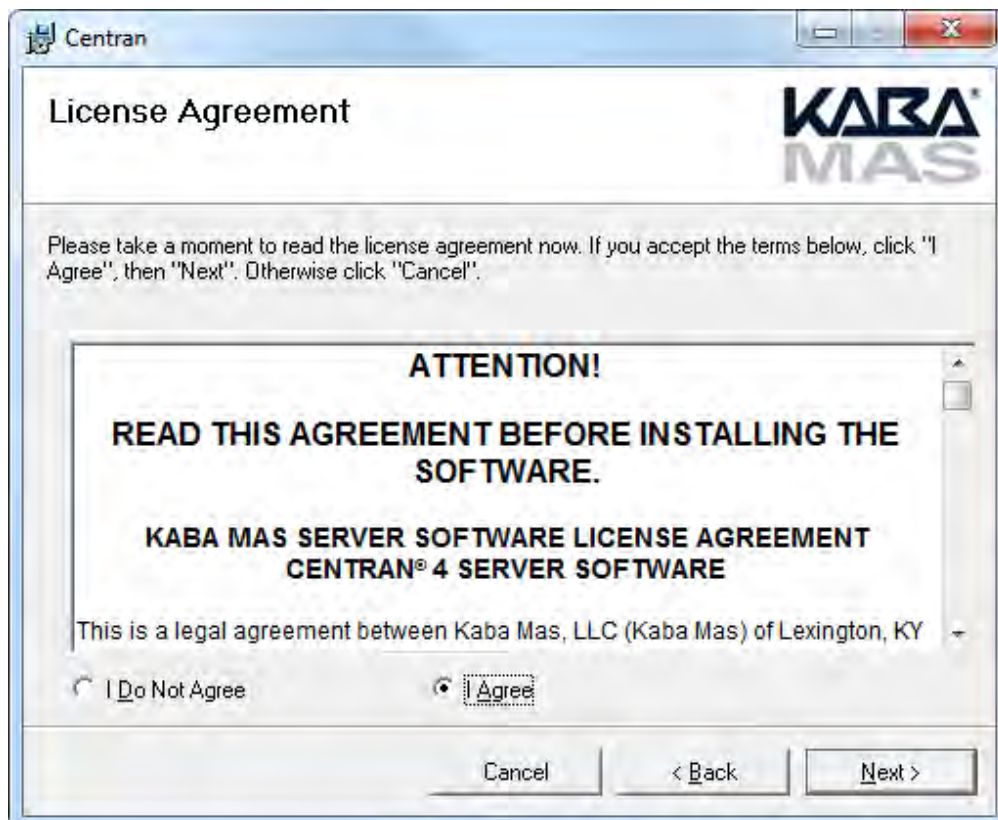 Centran
License Agreement
KABA
MAS
Please take a moment to read the license agreement now. If you accept the terms below, click "I
Agree", then "Next". Otherwise click "Cancel".
ATTENTION!
READ THIS AGREEMENT BEFORE INSTALLING THE
SOFTWARE.
KABA MAS SERVER SOFTWARE LICENSE AGREEMENT
CENTRAN® 4 SERVER SOFTWARE
This is a legal agreement between Kaba Mas, LLC (Kaba Mas) of Lexington, KY
I Do Not Agree
I Agree
Cancel
< Back
Next >